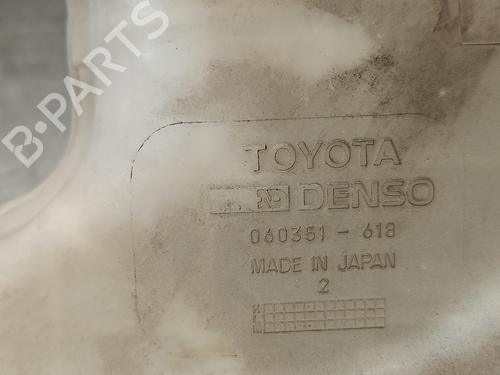 B-PARTS
TOYOTA
DENSO
060351-618
MADE IN JAPAN
2